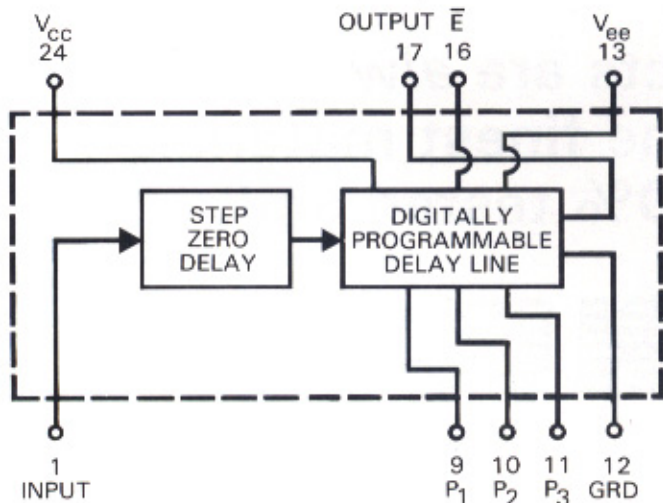 Vcc
24
OUTPUT E̅
17 16
Vee
13
STEP
ZERO
DELAY
DIGITALLY
PROGRAMMABLE
DELAY LINE
1
INPUT
9
P1
10
P2
11
P3
12
GRD